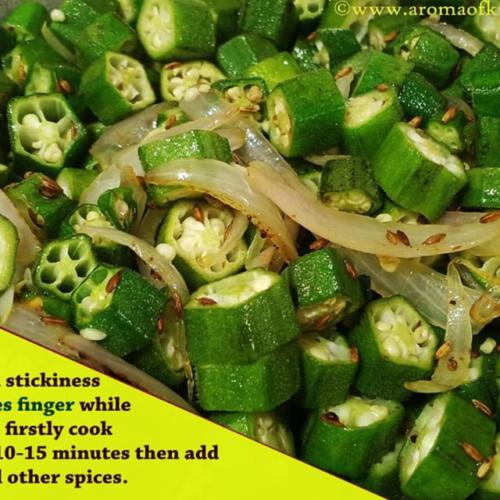 ©www.aromaofk
stickiness
finger while
firstly cook
10-15 minutes then add
other spices.